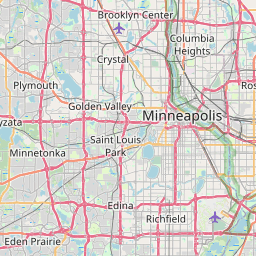 Brooklyn Center
Columbia
Heights
Crystal
Plymouth
Ros
Golden Valley
Minneapolis
yzata
Saint Louis
Park
Minnetonka
Edina
Richfield
Eden Prairie